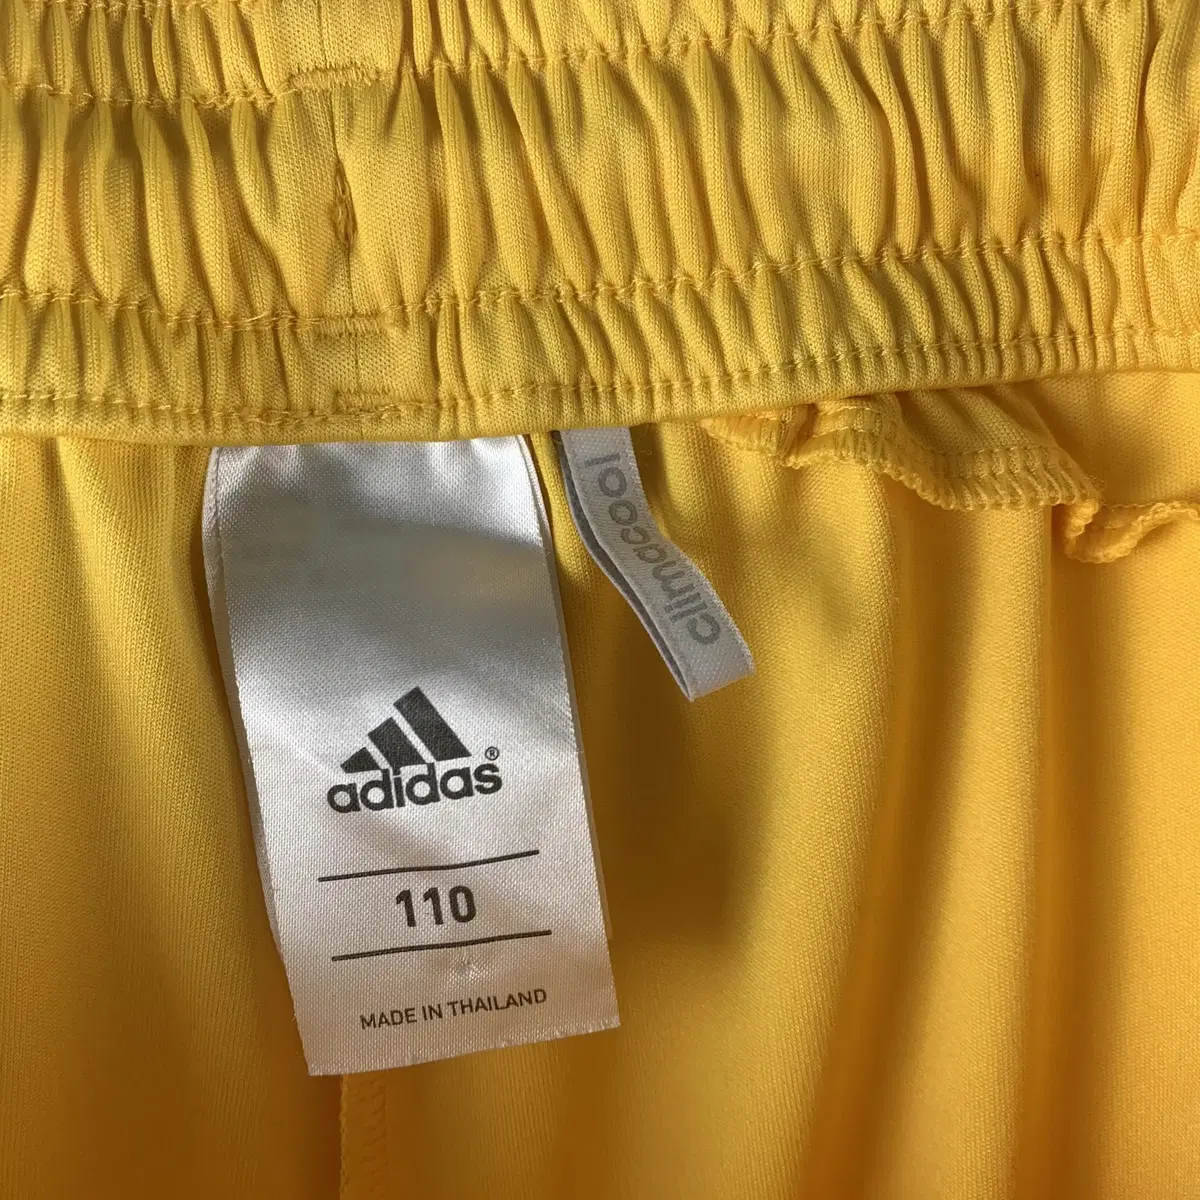 climacool
adidas®
110
MADE IN THAILAND